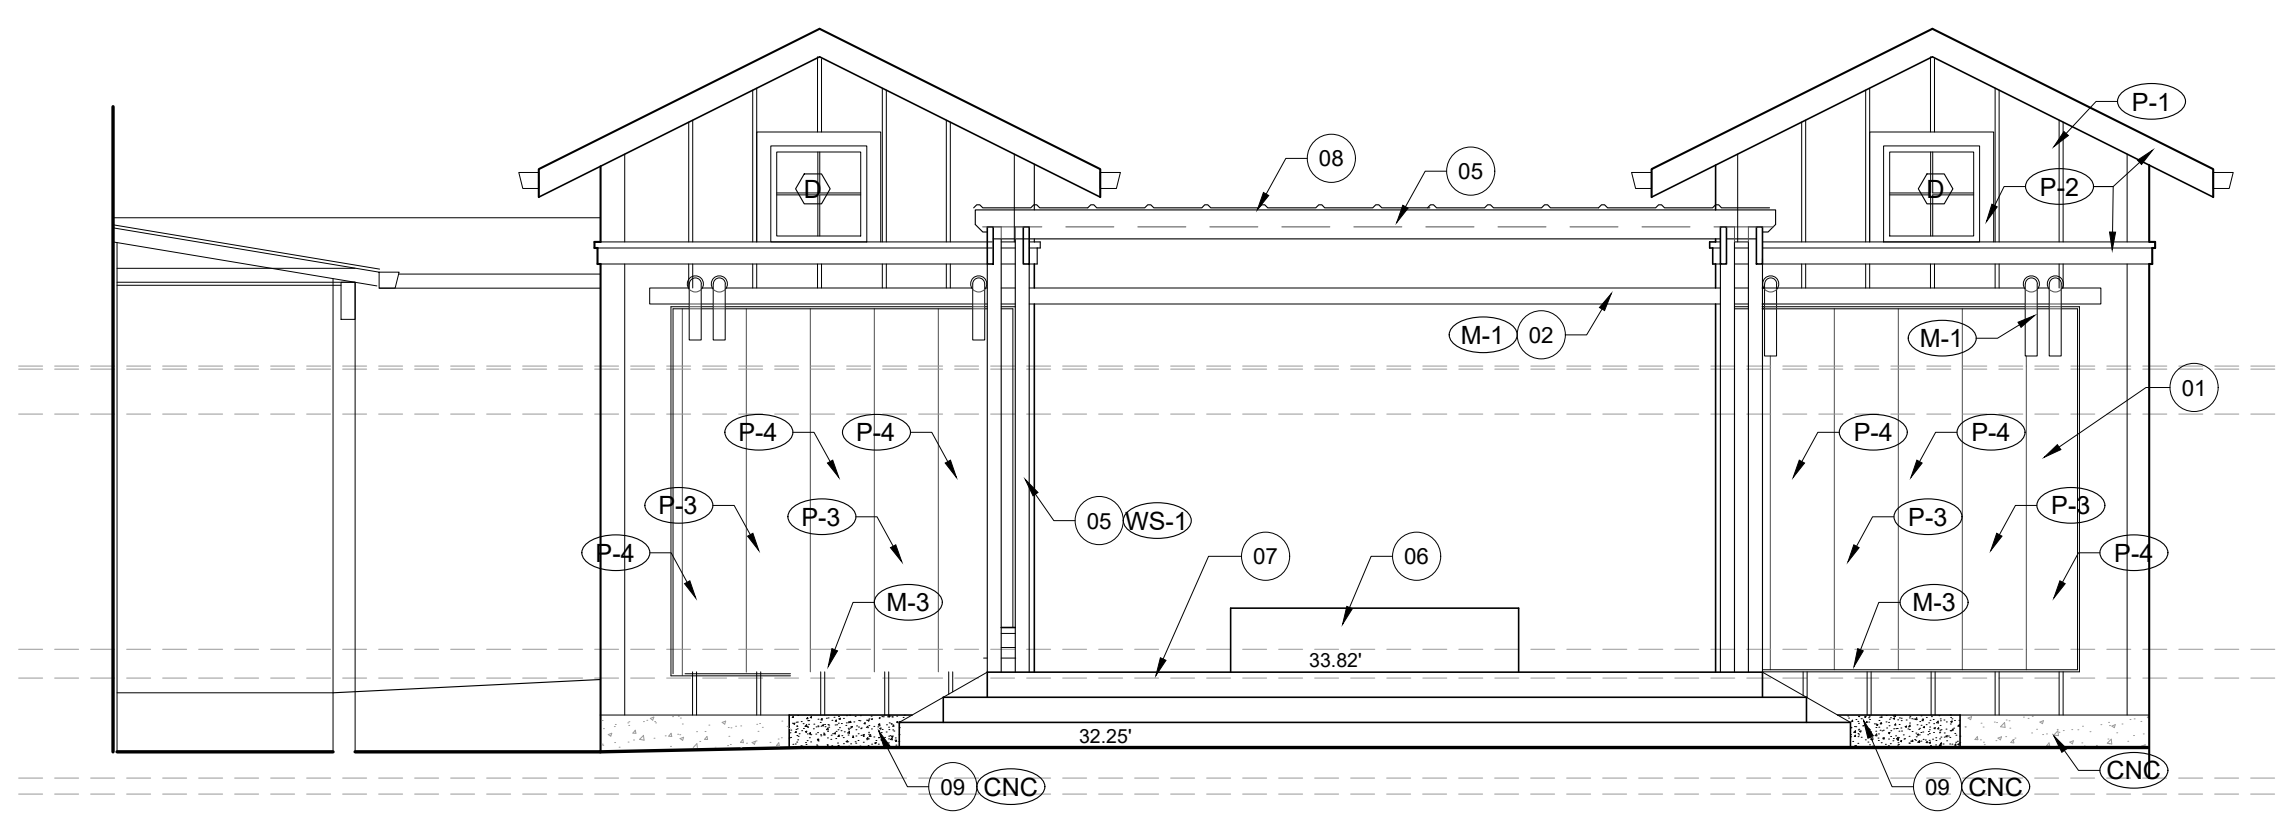 P-1
08
05
D
D
P-2
M-1 02
M-1
01
P-4
P-4
P-4
P-4
P-3
P-3
P-3
P-3
05 WS-1
P-4
07
06
P-4
M-3
M-3
33.82'
32.25'
CNC
09 CNC
09 CNC